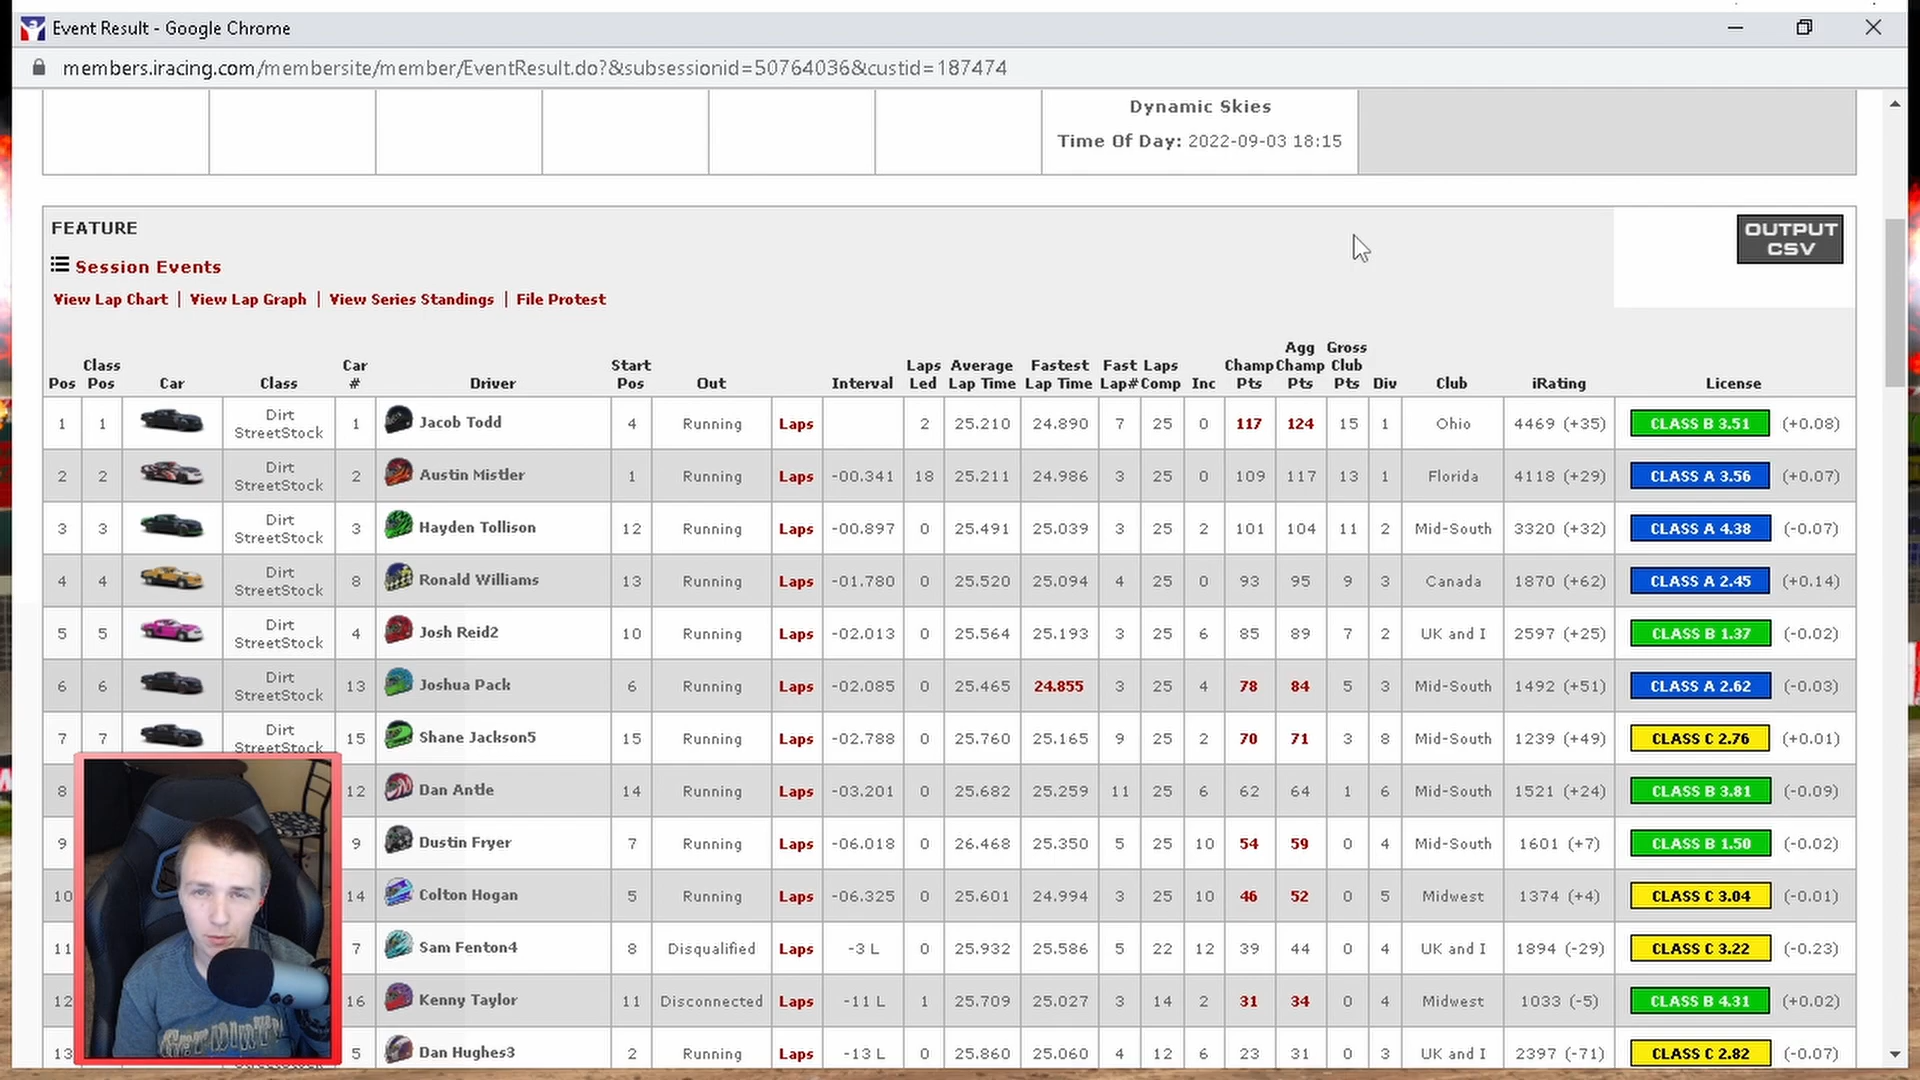 Event Result - Google Chrome
members.iracing.com/membersite/member/EventResult.do?&subsessionid=50764036&custid=187474
Dynamic Skies
Time Of Day: 2022-09-03 18:15
FEATURE
OUTPUT CSV
Session Events
View Lap Chart | View Lap Graph | View Series Standings | File Protest
Pos Class Pos Car Class Car # Driver Start Pos Out Interval Laps Led Average Lap Time Fastest Lap Time Fast Lap# Laps Comp Inc Champ Pts Agg Champ Pts Gross Club Pts Div Club iRating License
1 1 Dirt StreetStock 1 Jacob Todd 4 Running Laps 2 25.210 24.890 7 25 0 117 124 15 1 Ohio 4469 (+35) CLASS B 3.51 (+0.08)
2 2 Dirt StreetStock 2 Austin Mistler 1 Running Laps -00.341 18 25.211 24.986 3 25 0 109 117 13 1 Florida 4118 (+29) CLASS A 3.56 (+0.07)
3 3 Dirt StreetStock 3 Hayden Tollison 12 Running Laps -00.897 0 25.491 25.039 3 25 2 101 104 11 2 Mid-South 3320 (+32) CLASS A 4.38 (-0.07)
4 4 Dirt StreetStock 8 Ronald Williams 13 Running Laps -01.780 0 25.520 25.094 4 25 0 93 95 9 3 Canada 1870 (+62) CLASS A 2.45 (+0.14)
5 5 Dirt StreetStock 4 Josh Reid2 10 Running Laps -02.013 0 25.564 25.193 3 25 6 85 89 7 2 UK and I 2597 (+25) CLASS B 1.37 (-0.02)
6 6 Dirt StreetStock 13 Joshua Pack 6 Running Laps -02.085 0 25.465 24.855 3 25 4 78 84 5 3 Mid-South 1492 (+51) CLASS A 2.62 (-0.03)
7 7 Dirt StreetStock 15 Shane Jackson5 15 Running Laps -02.788 0 25.760 25.165 9 25 2 70 71 3 8 Mid-South 1239 (+49) CLASS C 2.76 (+0.01)
8 12 Dan Antle 14 Running Laps -03.201 0 25.682 25.259 11 25 6 62 64 1 6 Mid-South 1521 (+24) CLASS B 3.81 (-0.09)
9 9 Dustin Fryer 7 Running Laps -06.018 0 26.468 25.350 5 25 10 54 59 0 4 Mid-South 1601 (+7) CLASS B 1.50 (-0.02)
10 14 Colton Hogan 5 Running Laps -06.325 0 25.601 24.994 3 25 10 46 52 0 5 Midwest 1374 (+4) CLASS C 3.04 (-0.01)
11 7 Sam Fenton4 8 Disqualified Laps -3 L 0 25.932 25.586 5 22 12 39 44 0 4 UK and I 1894 (-29) CLASS C 3.22 (-0.23)
12 16 Kenny Taylor 11 Disconnected Laps -11 L 1 25.709 25.027 3 14 2 31 34 0 4 Midwest 1033 (-5) CLASS B 4.31 (+0.02)
13 5 Dan Hughes3 2 Running Laps -13 L 0 25.860 25.060 4 12 6 23 31 0 3 UK and I 2397 (-71) CLASS C 2.82 (-0.07)